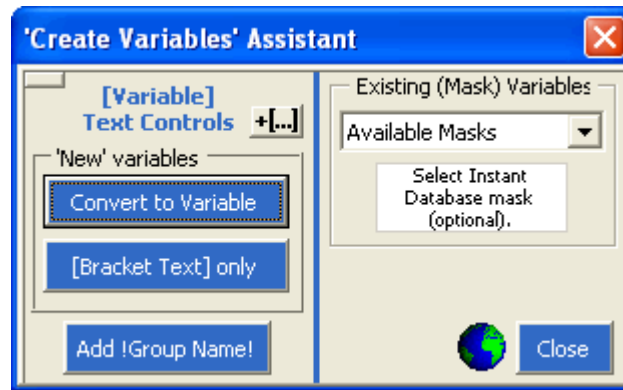 'Create Variables' Assistant
[Variable]
Text Controls
+[...]
'New' variables
Convert to Variable
[Bracket Text] only
Add !Group Name!
Existing (Mask) Variables
Available Masks
Select Instant
Database mask
(optional).
Close